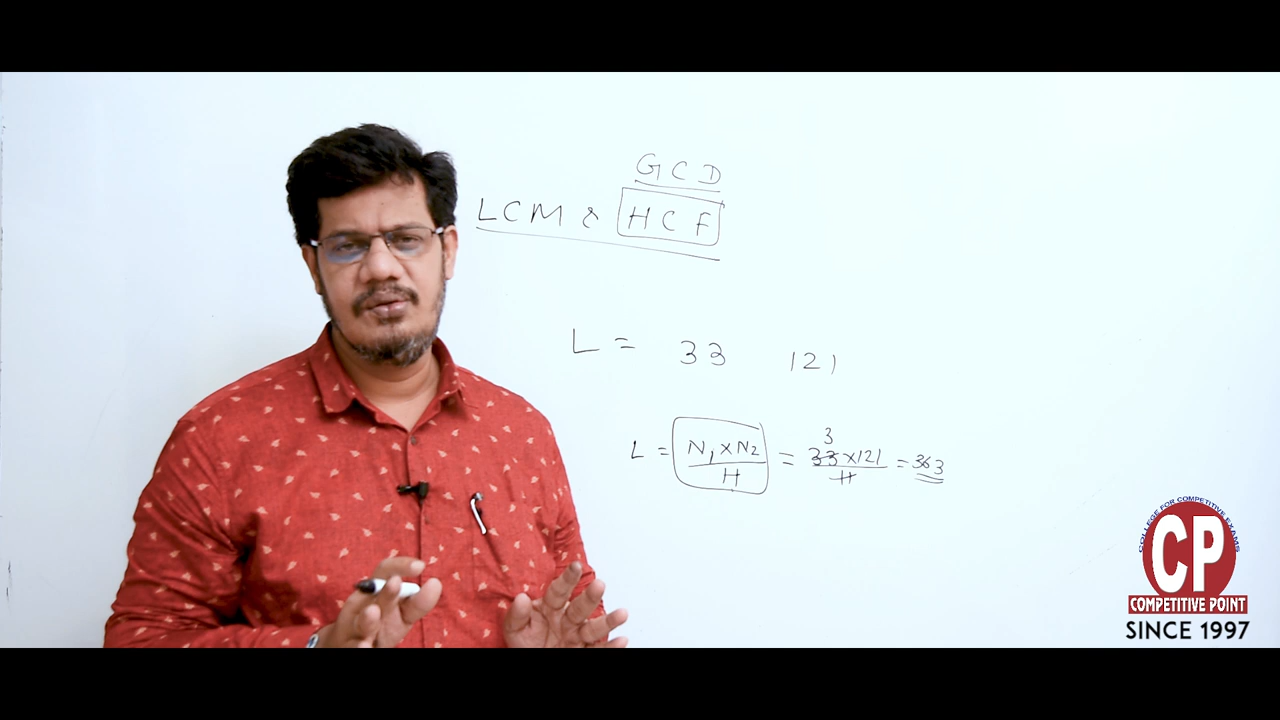 GCD
LCM & HCF
L = 33 121
L = N₁ × N₂ / H = 3 33 × 121 / 11 = 363
COLLEGE FOR COMPETITIVE EXAMS
CP
COMPETITIVE POINT
SINCE 1997